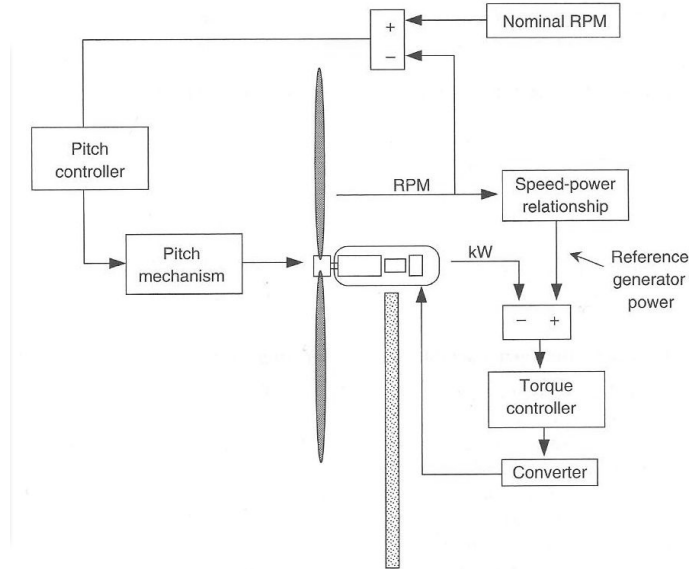 Nominal RPM
+
−
Pitch
controller
RPM
Speed-power
relationship
Pitch
mechanism
kW
Reference
generator
power
− +
Torque
controller
Converter